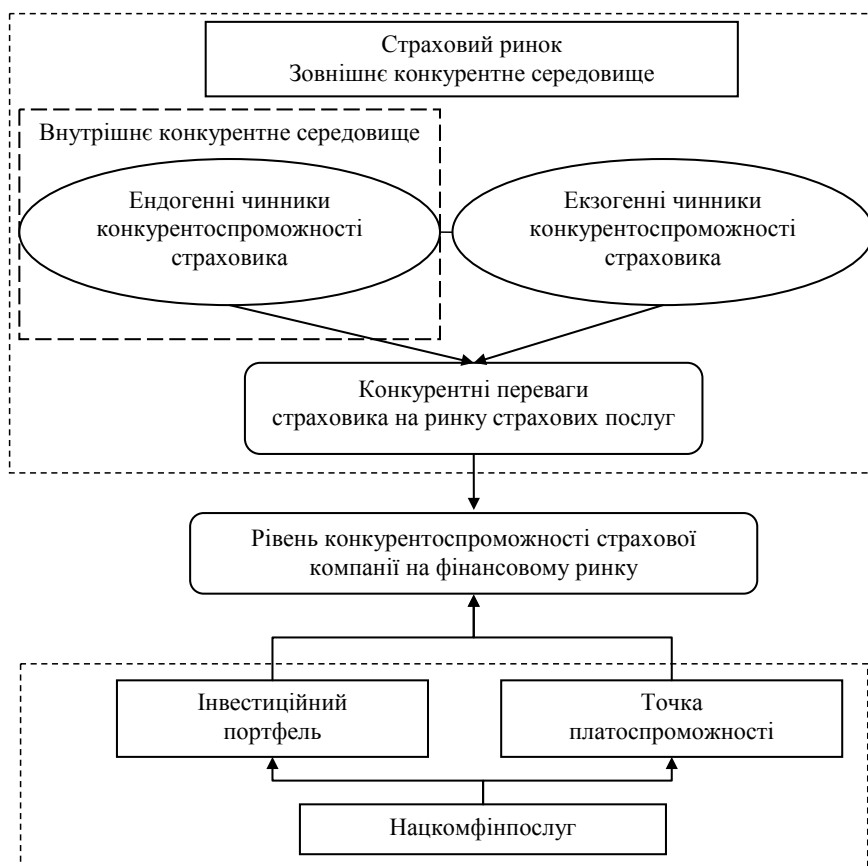 Страховий ринок
Зовнішнє конкурентне середовище
Внутрішнє конкурентне середовище
Ендогенні чинники
конкурентоспроможності
страховика
Екзогенні чинники
конкурентоспроможності
страховика
Конкурентні переваги
страховика на ринку страхових послуг
Рівень конкурентоспроможності страхової
компанії на фінансовому ринку
Інвестиційний
портфель
Точка
платоспроможності
Нацкомфінпослуг